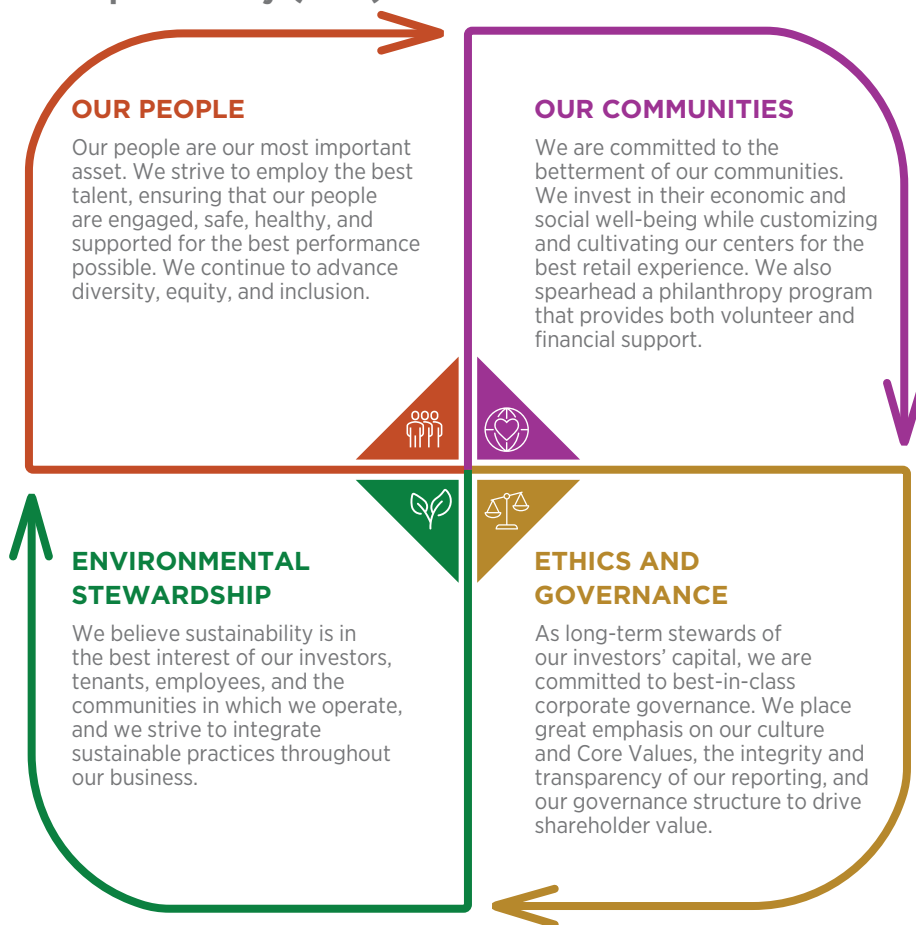 OUR PEOPLE
Our people are our most important
asset. We strive to employ the best
talent, ensuring that our people
are engaged, safe, healthy, and
supported for the best performance
possible. We continue to advance
diversity, equity, and inclusion.
OUR COMMUNITIES
We are committed to the
betterment of our communities.
We invest in their economic and
social well-being while customizing
and cultivating our centers for the
best retail experience. We also
spearhead a philanthropy program
that provides both volunteer and
financial support.
ENVIRONMENTAL
STEWARDSHIP
We believe sustainability is in
the best interest of our investors,
tenants, employees, and the
communities in which we operate,
and we strive to integrate
sustainable practices throughout
our business.
ETHICS AND
GOVERNANCE
As long-term stewards of
our investors’ capital, we are
committed to best-in-class
corporate governance. We place
great emphasis on our culture
and Core Values, the integrity and
transparency of our reporting, and
our governance structure to drive
shareholder value.